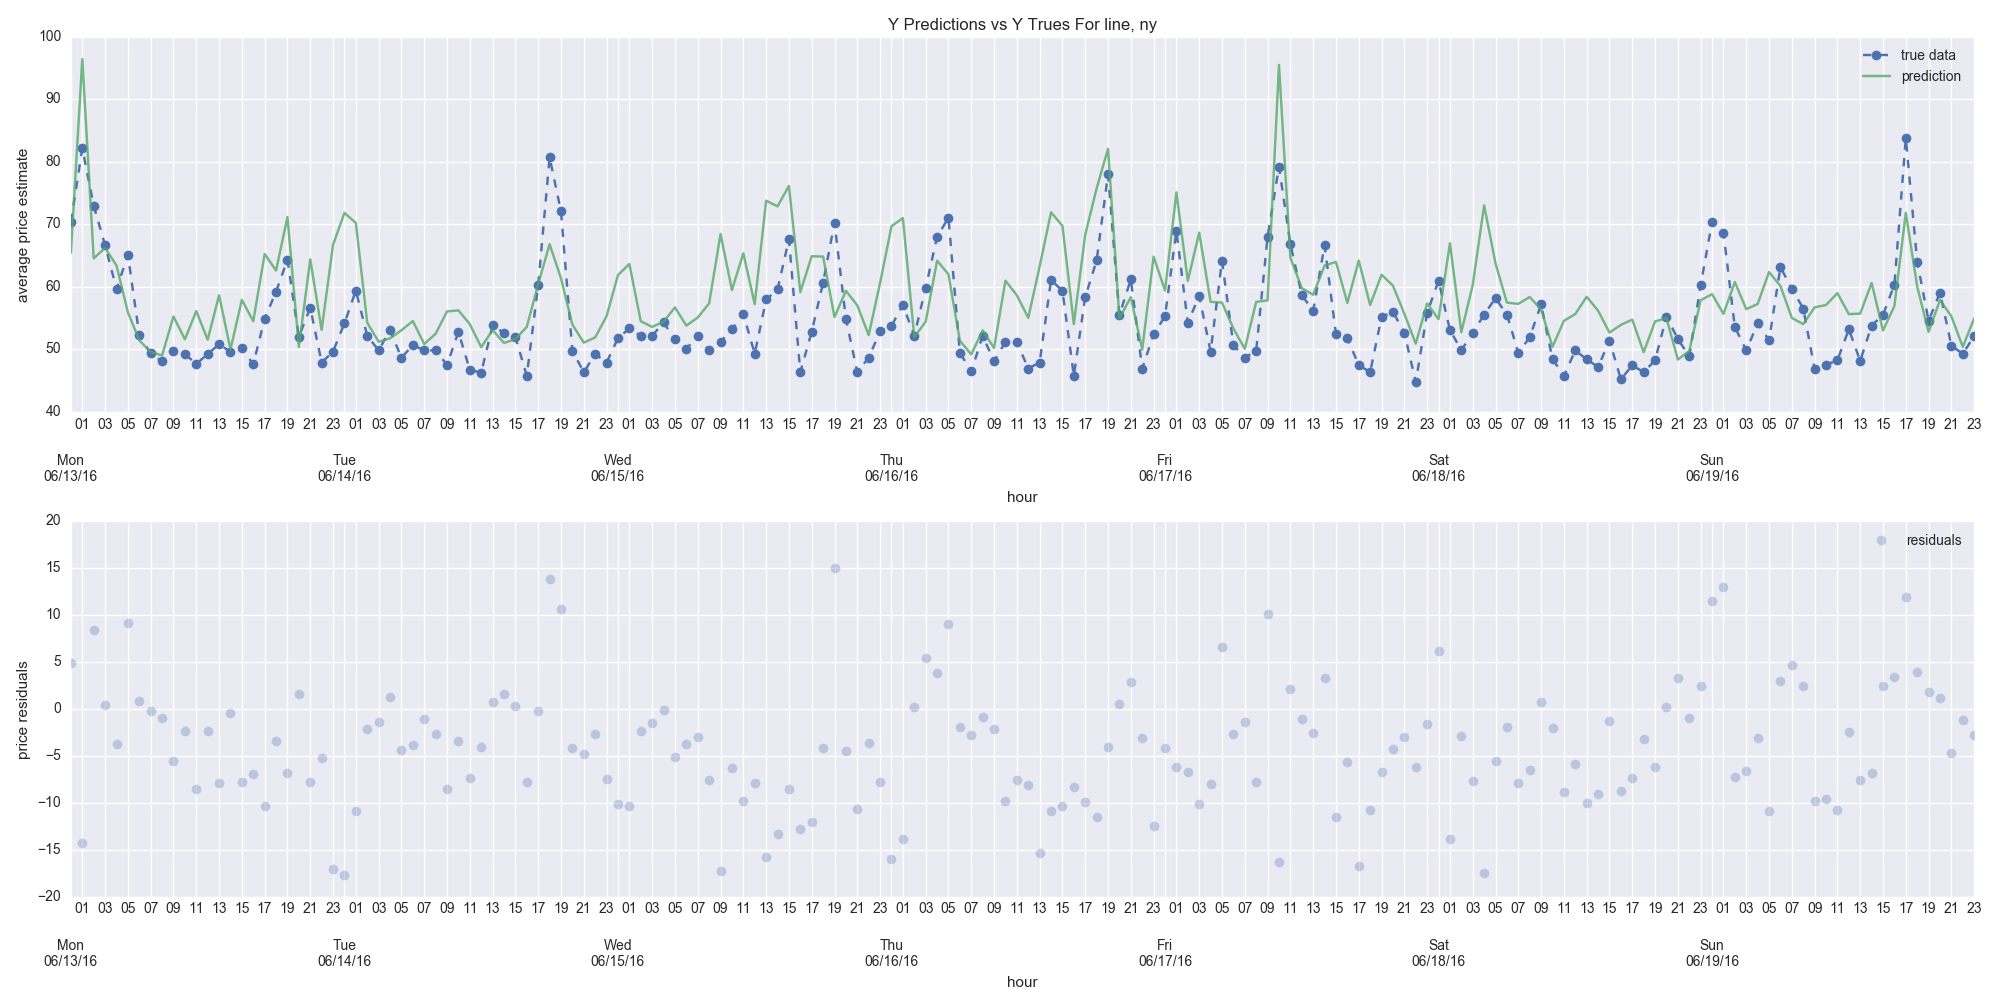 Y Predictions vs Y Trues For line, ny
100
90
80
70
60
50
40
average price estimate
true data
prediction
01 03 05 07 09 11 13 15 17 19 21 23 01 03 05 07 09 11 13 15 17 19 21 23 01 03 05 07 09 11 13 15 17 19 21 23 01 03 05 07 09 11 13 15 17 19 21 23 01 03 05 07 09 11 13 15 17 19 21 23 01 03 05 07 09 11 13 15 17 19 21 23 01 03 05 07 09 11 13 15 17 19 21 23
Mon Tue Wed Thu Fri Sat Sun
06/13/16 06/14/16 06/15/16 06/16/16 06/17/16 06/18/16 06/19/16
hour
20
15
10
5
0
−5
−10
−15
−20
price residuals
residuals
01 03 05 07 09 11 13 15 17 19 21 23 01 03 05 07 09 11 13 15 17 19 21 23 01 03 05 07 09 11 13 15 17 19 21 23 01 03 05 07 09 11 13 15 17 19 21 23 01 03 05 07 09 11 13 15 17 19 21 23 01 03 05 07 09 11 13 15 17 19 21 23 01 03 05 07 09 11 13 15 17 19 21 23
Mon Tue Wed Thu Fri Sat Sun
06/13/16 06/14/16 06/15/16 06/16/16 06/17/16 06/18/16 06/19/16
hour